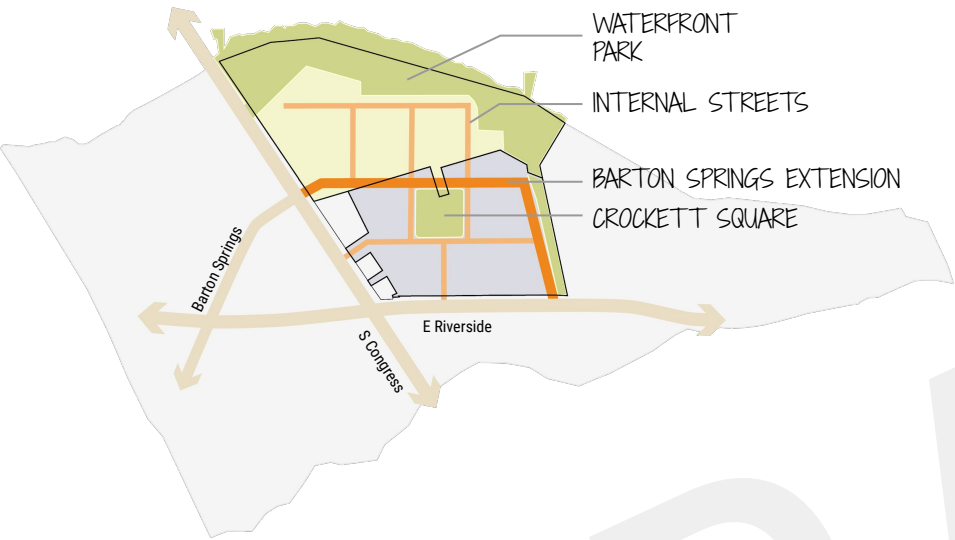 WATERFRONT
PARK
INTERNAL STREETS
BARTON SPRINGS EXTENSION
CROCKETT SQUARE
Barton Springs
E Riverside
S Congress